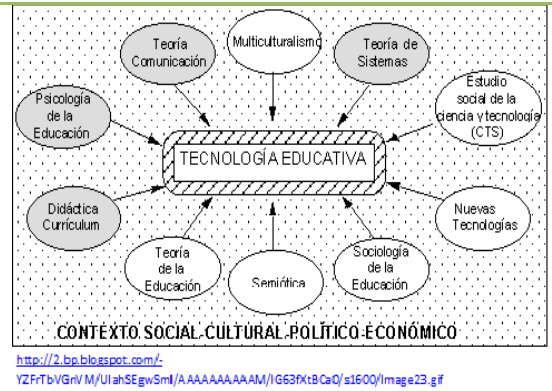 Teoría
Comunicación
Multiculturalismo
Teoría de
Sistemas
Psicología
de la
Educación
Estudio
social de la
ciencia y tecnología
(CTS)
TECNOLOGÍA EDUCATIVA
Didáctica
Currículum
Nuevas
Tecnologías
Teoría
de la
Educación
Semiótica
Sociología
de la
Educación
CONTEXTO SOCIAL-CULTURAL-POLÍTICO-ECONÓMICO
http://2.bp.blogspot.com/-
YZFrTbVGnVM/UIahSEgwSmI/AAAAAAAAAAM/IG63fXtBCa0/s1600/Image23.gif